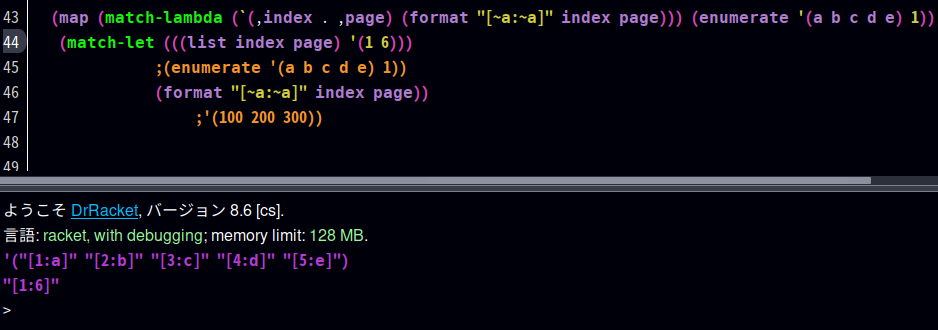 43 (map (match-lambda (`(,index . ,page) (format "[~a:~a]" index page))) (enumerate '(a b c d e) 1))
44 (match-let (((list index page) '(1 6)))
45 ;(enumerate '(a b c d e) 1))
46 (format "[~a:~a]" index page))
47 ;'(100 200 300))
48
49
ようこそ DrRacket, バージョン 8.6 [cs].
言語: racket, with debugging; memory limit: 128 MB.
'("[1:a]" "[2:b]" "[3:c]" "[4:d]" "[5:e]")
"[1:6]"
>